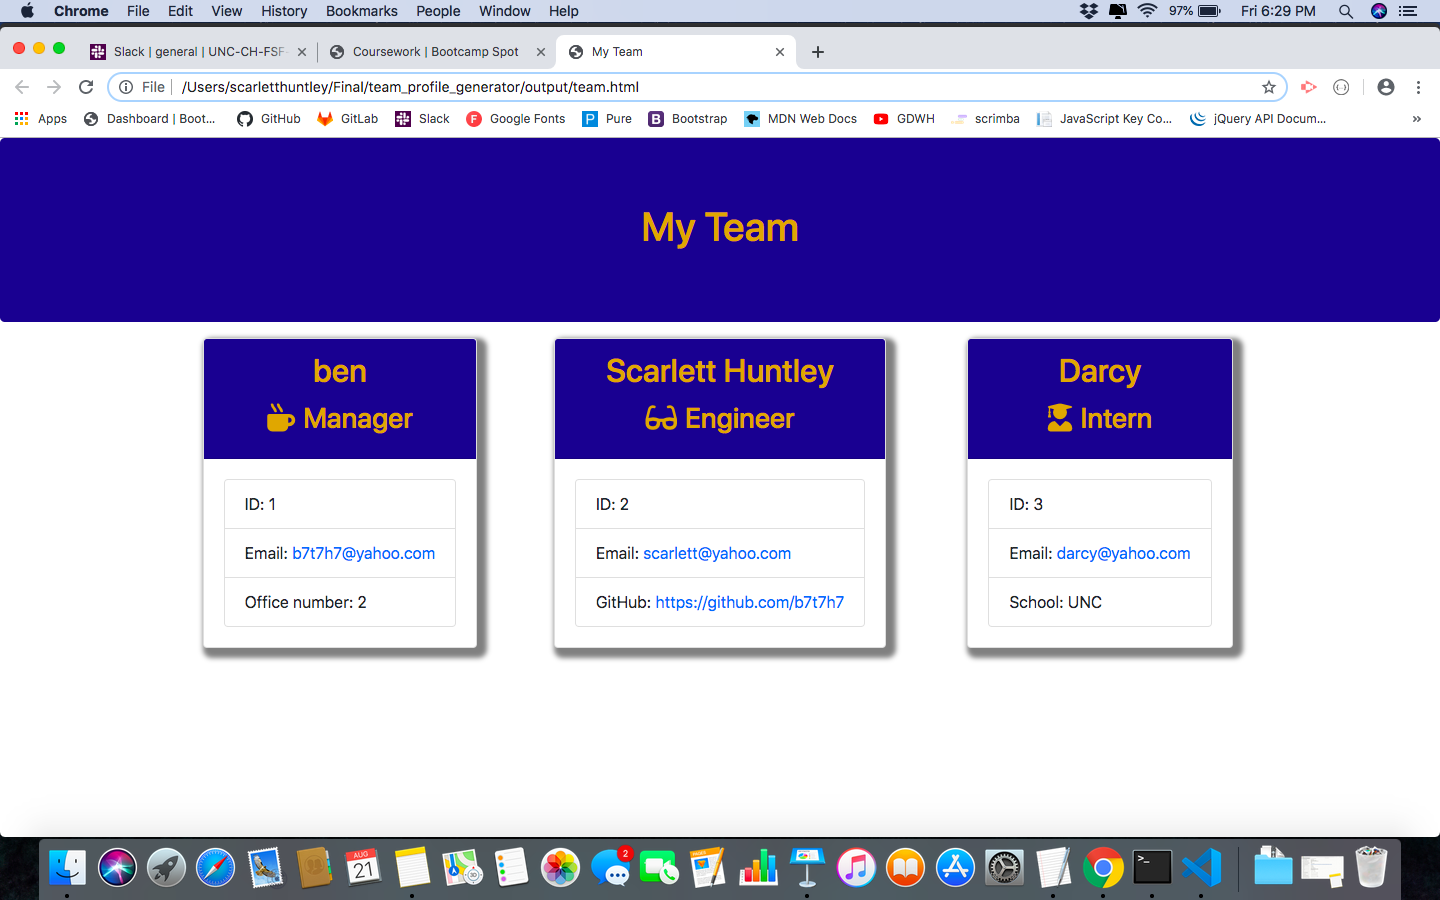 Chrome File Edit View History Bookmarks People Window Help 97% Fri 6:29 PM
Slack | general | UNC-CH-FSF- Coursework | Bootcamp Spot My Team
File /Users/scarletthuntley/Final/team_profile_generator/output/team.html
Apps Dashboard | Boot... GitHub GitLab Slack Google Fonts Pure Bootstrap MDN Web Docs GDWH scrimba JavaScript Key Co... jQuery API Docum... »
My Team
ben
Manager
ID: 1
Email: b7t7h7@yahoo.com
Office number: 2
Scarlett Huntley
Engineer
ID: 2
Email: scarlett@yahoo.com
GitHub: https://github.com/b7t7h7
Darcy
Intern
ID: 3
Email: darcy@yahoo.com
School: UNC
AUG
21
2